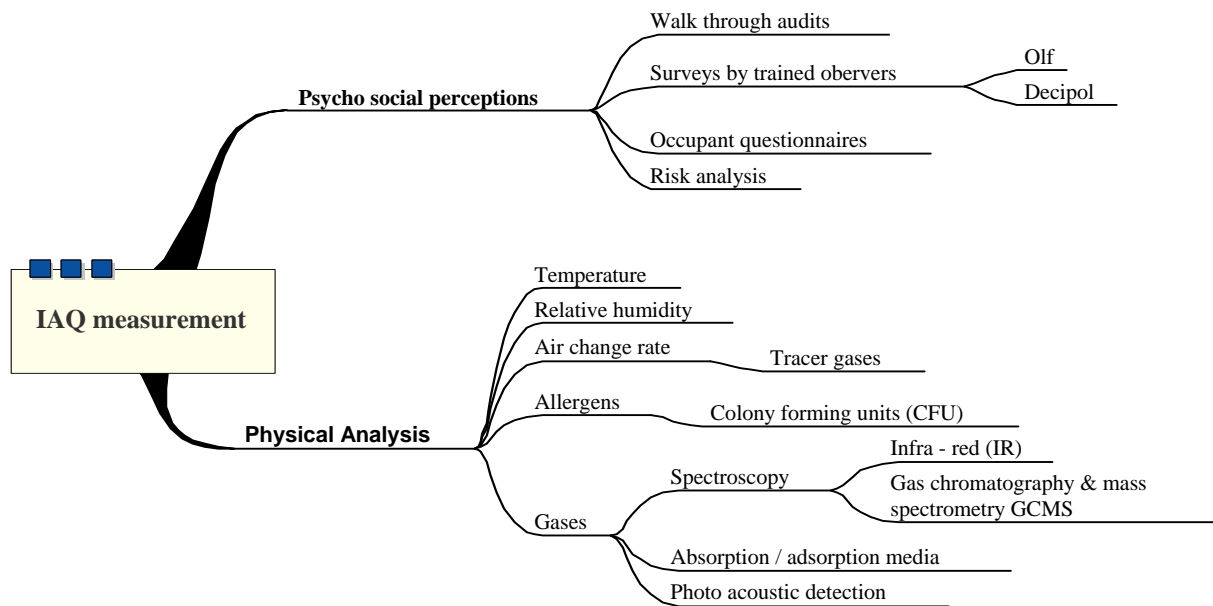 IAQ measurement
Psycho social perceptions
Walk through audits
Surveys by trained obervers
Olf
Decipol
Occupant questionnaires
Risk analysis
Physical Analysis
Temperature
Relative humidity
Air change rate
Tracer gases
Allergens
Colony forming units (CFU)
Gases
Spectroscopy
Infra - red (IR)
Gas chromatography & mass
spectrometry GCMS
Absorption / adsorption media
Photo acoustic detection